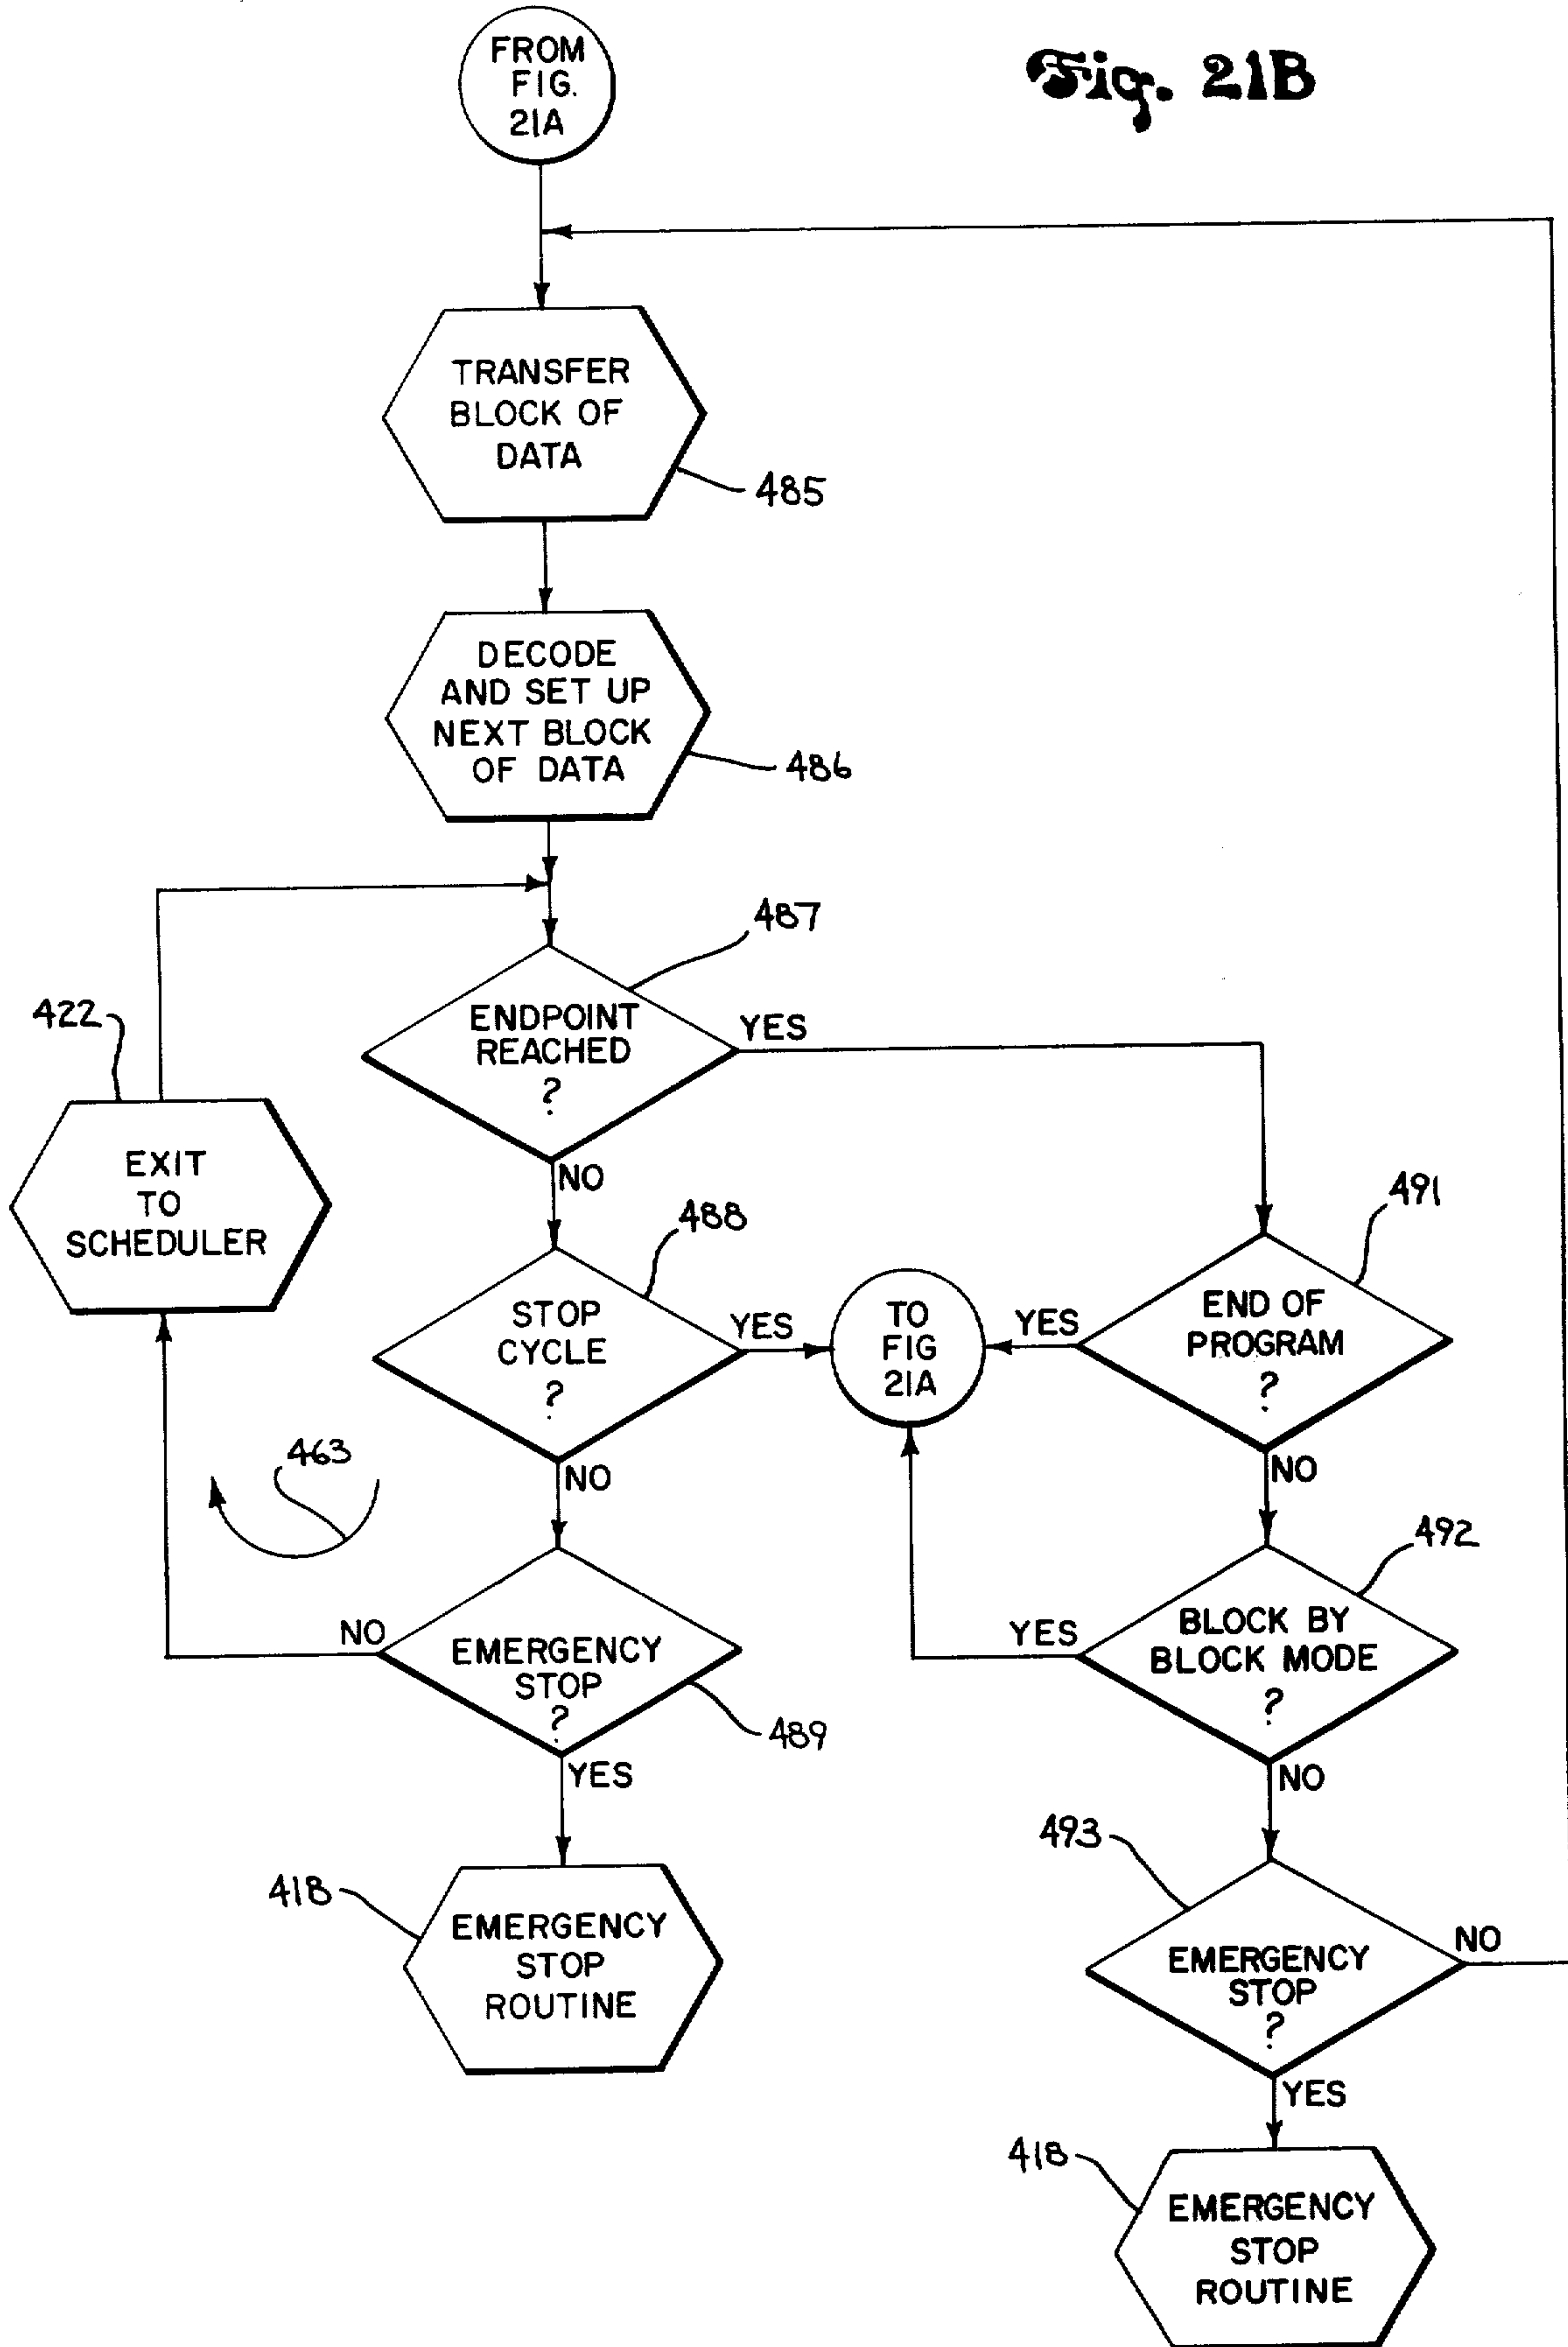 FROM
FIG.
21A
Fig. 21B
TRANSFER
BLOCK OF
DATA
485
DECODE
AND SET UP
NEXT BLOCK
OF DATA
486
487
ENDPOINT
REACHED
?
YES
NO
422
EXIT
TO
SCHEDULER
488
STOP
CYCLE
?
YES
NO
TO
FIG
21A
491
END OF
PROGRAM
?
YES
NO
463
492
BLOCK BY
BLOCK MODE
?
YES
NO
EMERGENCY
STOP
?
NO
489
YES
418
EMERGENCY
STOP
ROUTINE
493
EMERGENCY
STOP
?
NO
YES
418
EMERGENCY
STOP
ROUTINE